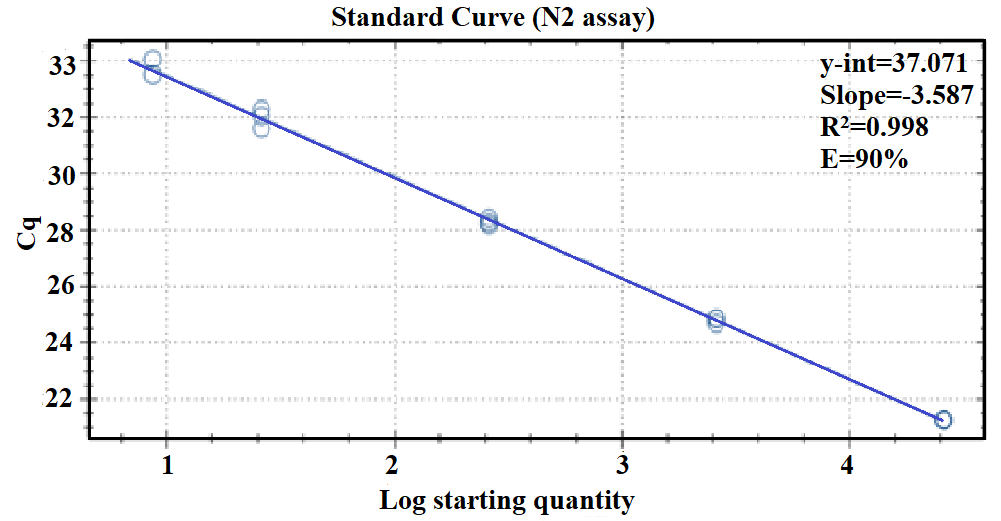 Standard Curve (N2 assay)
y-int=37.071
Slope=-3.587
R²=0.998
E=90%
33
32
30
28
26
24
22
Cq
1 2 3 4
Log starting quantity